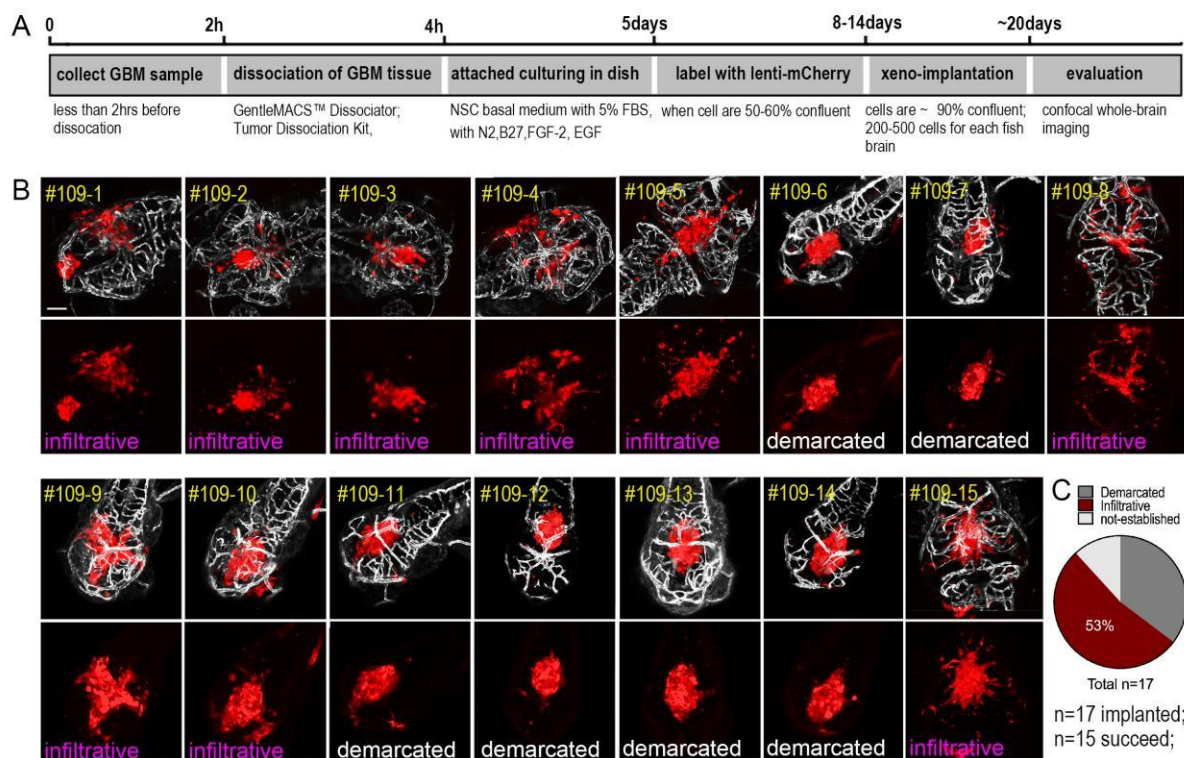 A
0 2h 4h 5days 8-14days ~20days
collect GBM sample
dissociation of GBM tissue
attached culturing in dish
label with lenti-mCherry
xeno-implantation
evaluation
less than 2hrs before
dissocation
GentleMACS™ Dissociator;
Tumor Dissociation Kit,
NSC basal medium with 5% FBS,
with N2,B27,FGF-2, EGF
when cell are 50-60% confluent
cells are ~ 90% confluent;
200-500 cells for each fish
brain
confocal whole-brain
imaging
B
#109-1 #109-2 #109-3 #109-4 #109-5 #109-6 #109-7 #109-8
infiltrative infiltrative infiltrative infiltrative infiltrative demarcated demarcated infiltrative
#109-9 #109-10 #109-11 #109-12 #109-13 #109-14 #109-15
infiltrative infiltrative demarcated demarcated demarcated demarcated infiltrative
C
Demarcated
Infiltrative
not-established
53%
Total n=17
n=17 implanted;
n=15 succeed;